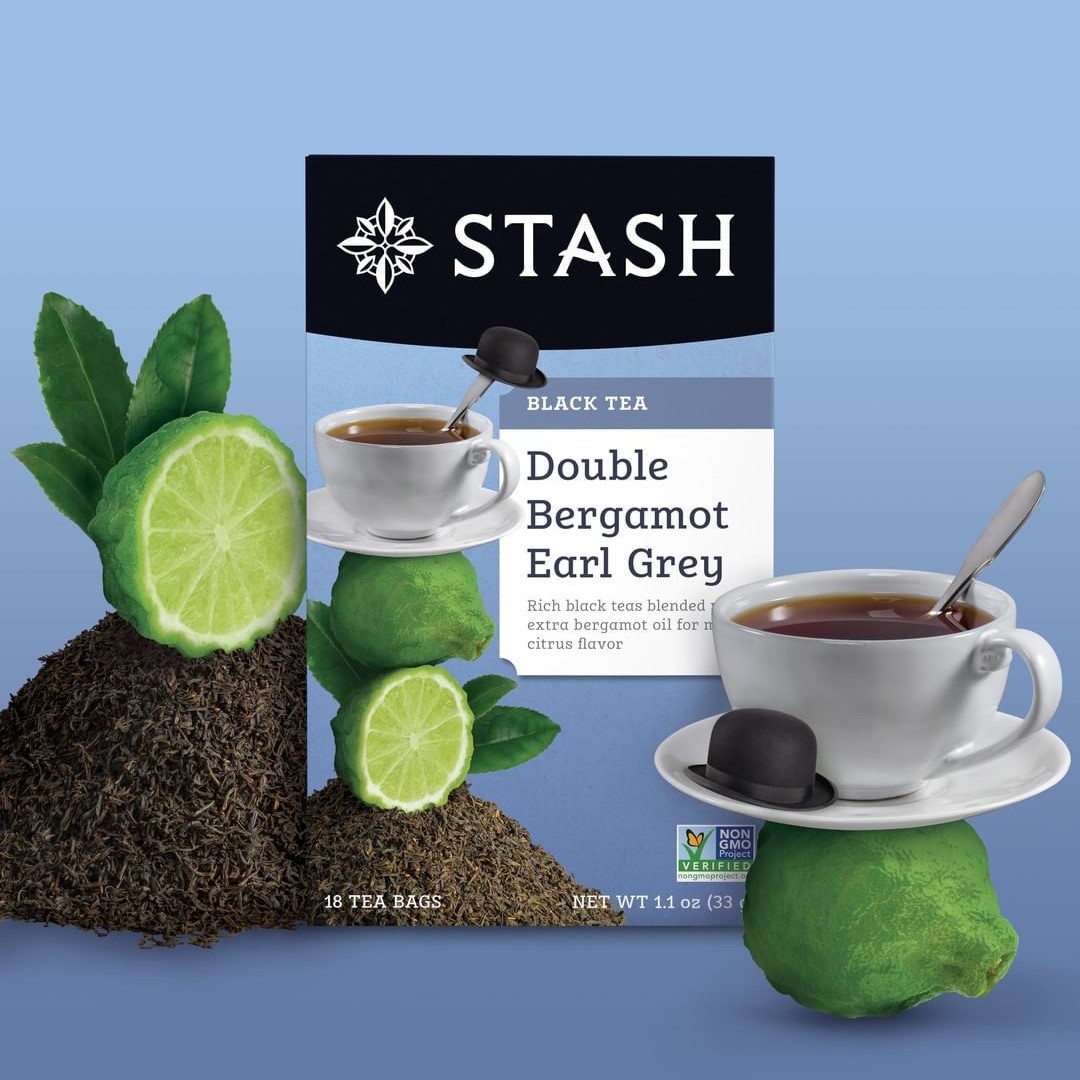 STASH
BLACK TEA
Double
Bergamot
Earl Grey
Rich black teas blended
extra bergamot oil for
citrus flavor
NON
GMO
Project
VERIFIED
nongmoproject.o
18 TEA BAGS
NET WT 1.1 oz (33